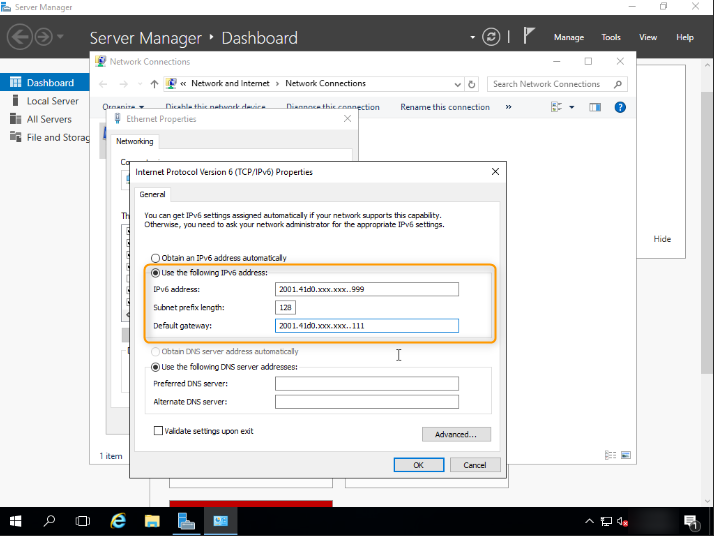 Server Manager
Server Manager › Dashboard
Manage Tools View Help
Dashboard
Local Server
All Servers
File and Storag
Hide
Network Connections
« Network and Internet › Network Connections
Search Network Connections
Organize Disable this network device Diagnose this connection Rename this connection »
1 item
Ethernet Properties
Networking
Internet Protocol Version 6 (TCP/IPv6) Properties
General
You can get IPv6 settings assigned automatically if your network supports this capability.
Otherwise, you need to ask your network administrator for the appropriate IPv6 settings.
Obtain an IPv6 address automatically
Use the following IPv6 address:
IPv6 address: 2001.41d0.xxx.xxx..999
Subnet prefix length: 128
Default gateway: 2001.41d0.xxx.xxx..111
Obtain DNS server address automatically
Use the following DNS server addresses:
Preferred DNS server:
Alternate DNS server:
Validate settings upon exit
Advanced...
OK Cancel
1